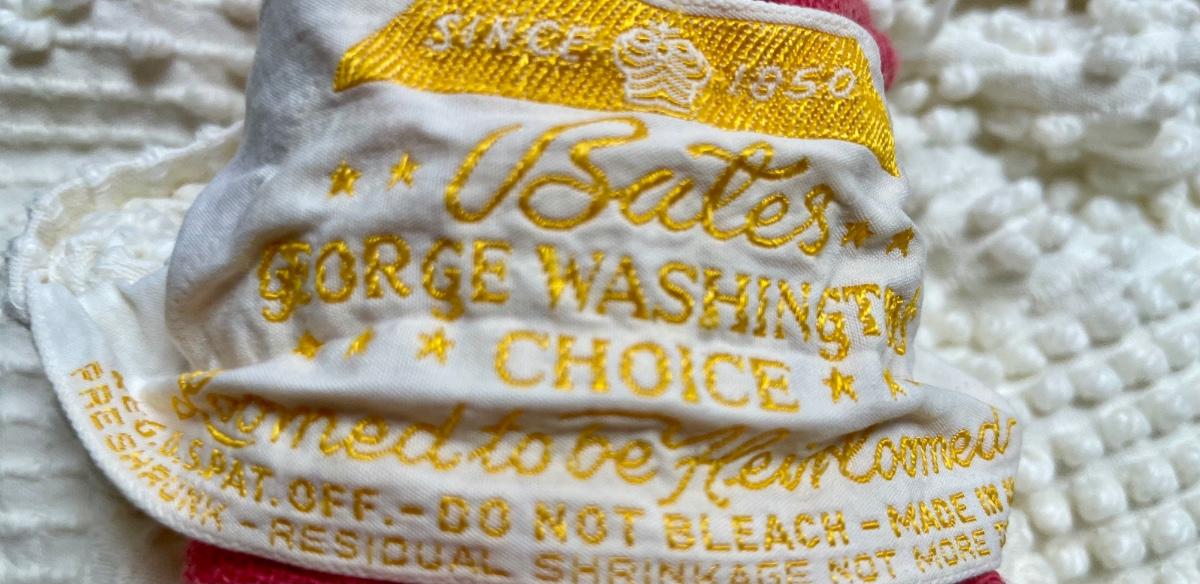 SINCE 1850
Bates
GEORGE WASHINGTON'S
CHOICE
Loomed to be Heirloomed
REG.U.S.PAT. OFF. - DO NOT BLEACH - MADE IN
PRESHRUNK - RESIDUAL SHRINKAGE NOT MORE